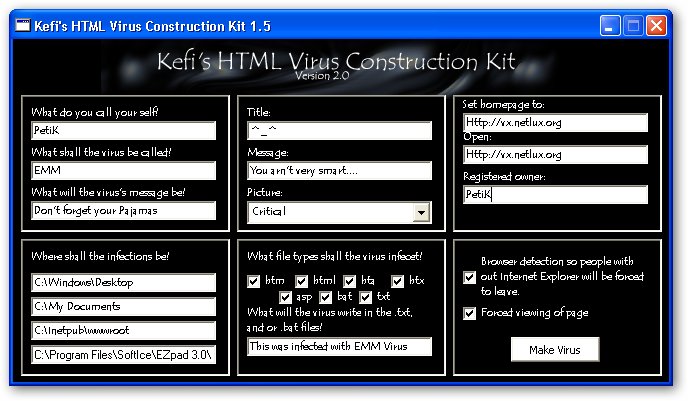 Kefi's HTML Virus Construction Kit 1.5
Kefi's HTML Virus Construction Kit
Version 2.0
What do you call your self?
PetiK
What shall the virus be called?
EMM
What will the virus's message be?
Don't forget your Pajamas
Title:
^_^
Message:
You arn't very smart....
Picture:
Critical
Set homepage to:
Http://vx.netlux.org
Open:
Http://vx.netlux.org
Registered owner:
PetiK
Where shall the infections be?
C:\Windows\Desktop
C:\My Documents
C:\Inetpub\wwwroot
C:\Program Files\SoftIce\EZpad 3.0\
What file types shall the virus infecet?
htm html hta htx
asp bat txt
What will the virus write in the .txt,
and or .bat files?
This was infected with EMM Virus
Browser detection so people with
out Internet Explorer will be forced
to leave.
Forced viewing of page
Make Virus